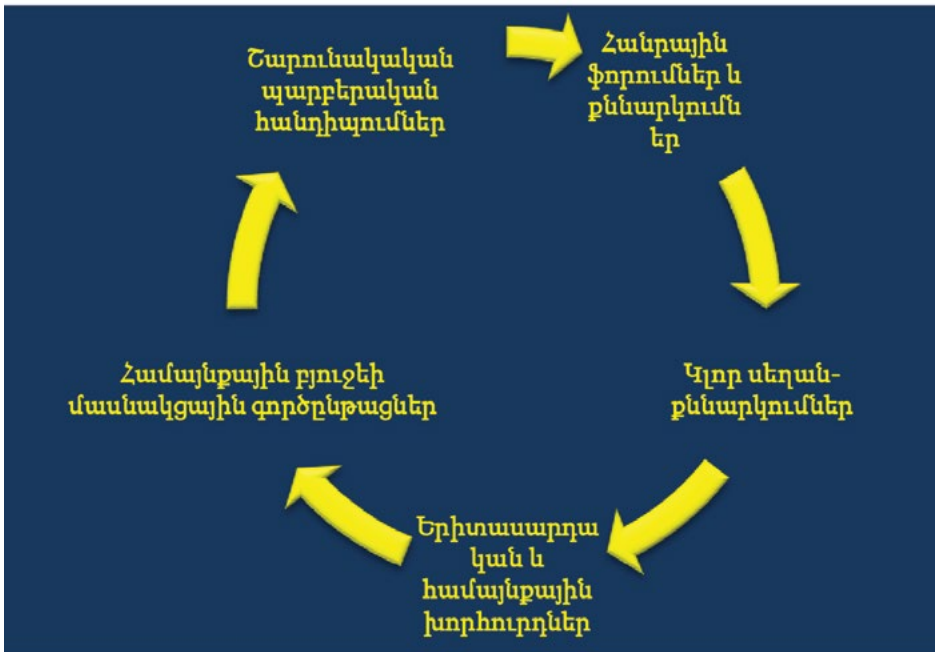 Շարունակական
պարբերական
հանդիպումներ
Հանրային
ֆորումներ և
քննարկումն
եր
Կլոր սեղան-
քննարկումներ
Երիտասարդա
կան և
համայնքային
խորհուրդներ
Համայնքային բյուջեի
մասնակցային գործընթացներ